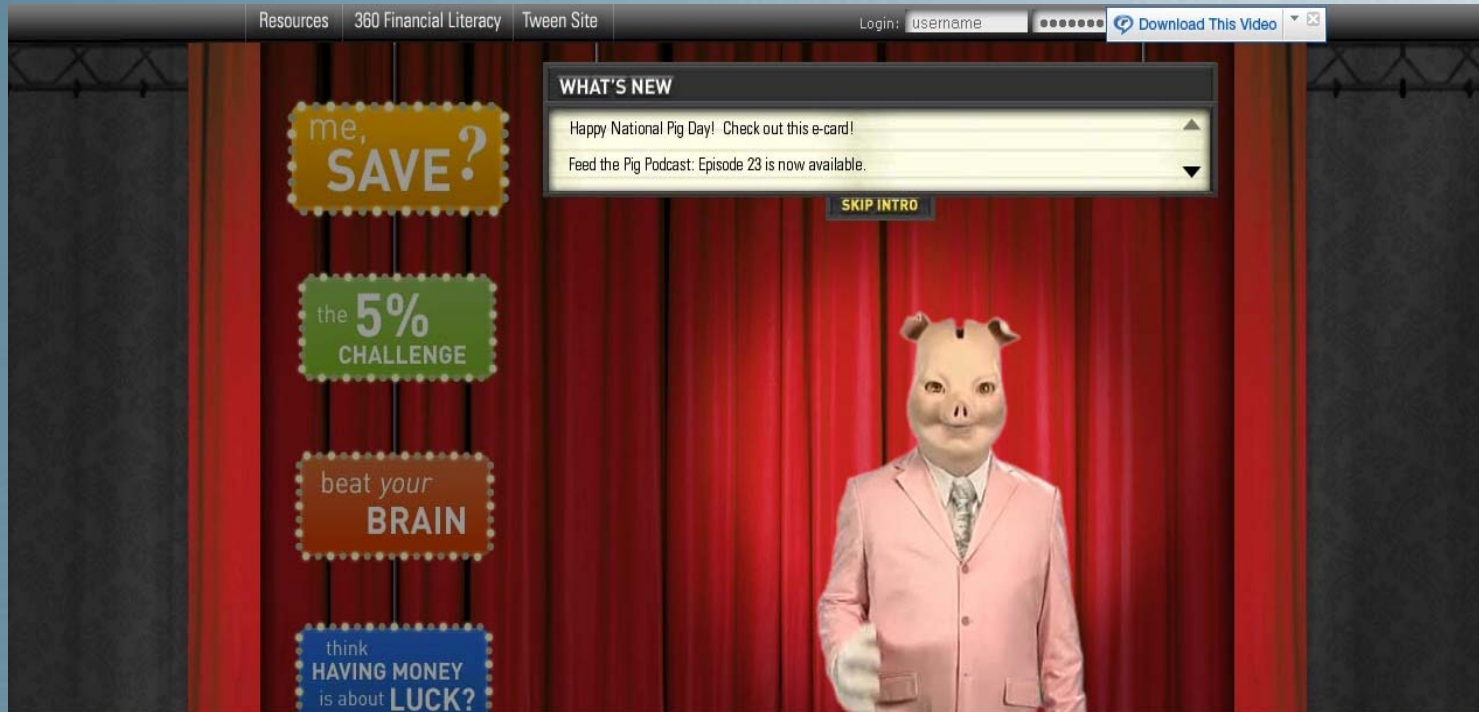 Resources
360 Financial Literacy
Tween Site
Login:
username
Download This Video
WHAT'S NEW
Happy National Pig Day! Check out this e-card!
Feed the Pig Podcast: Episode 23 is now available.
SKIP INTRO
me,
SAVE?
the 5%
CHALLENGE
beat your
BRAIN
think
HAVING MONEY
is about LUCK?